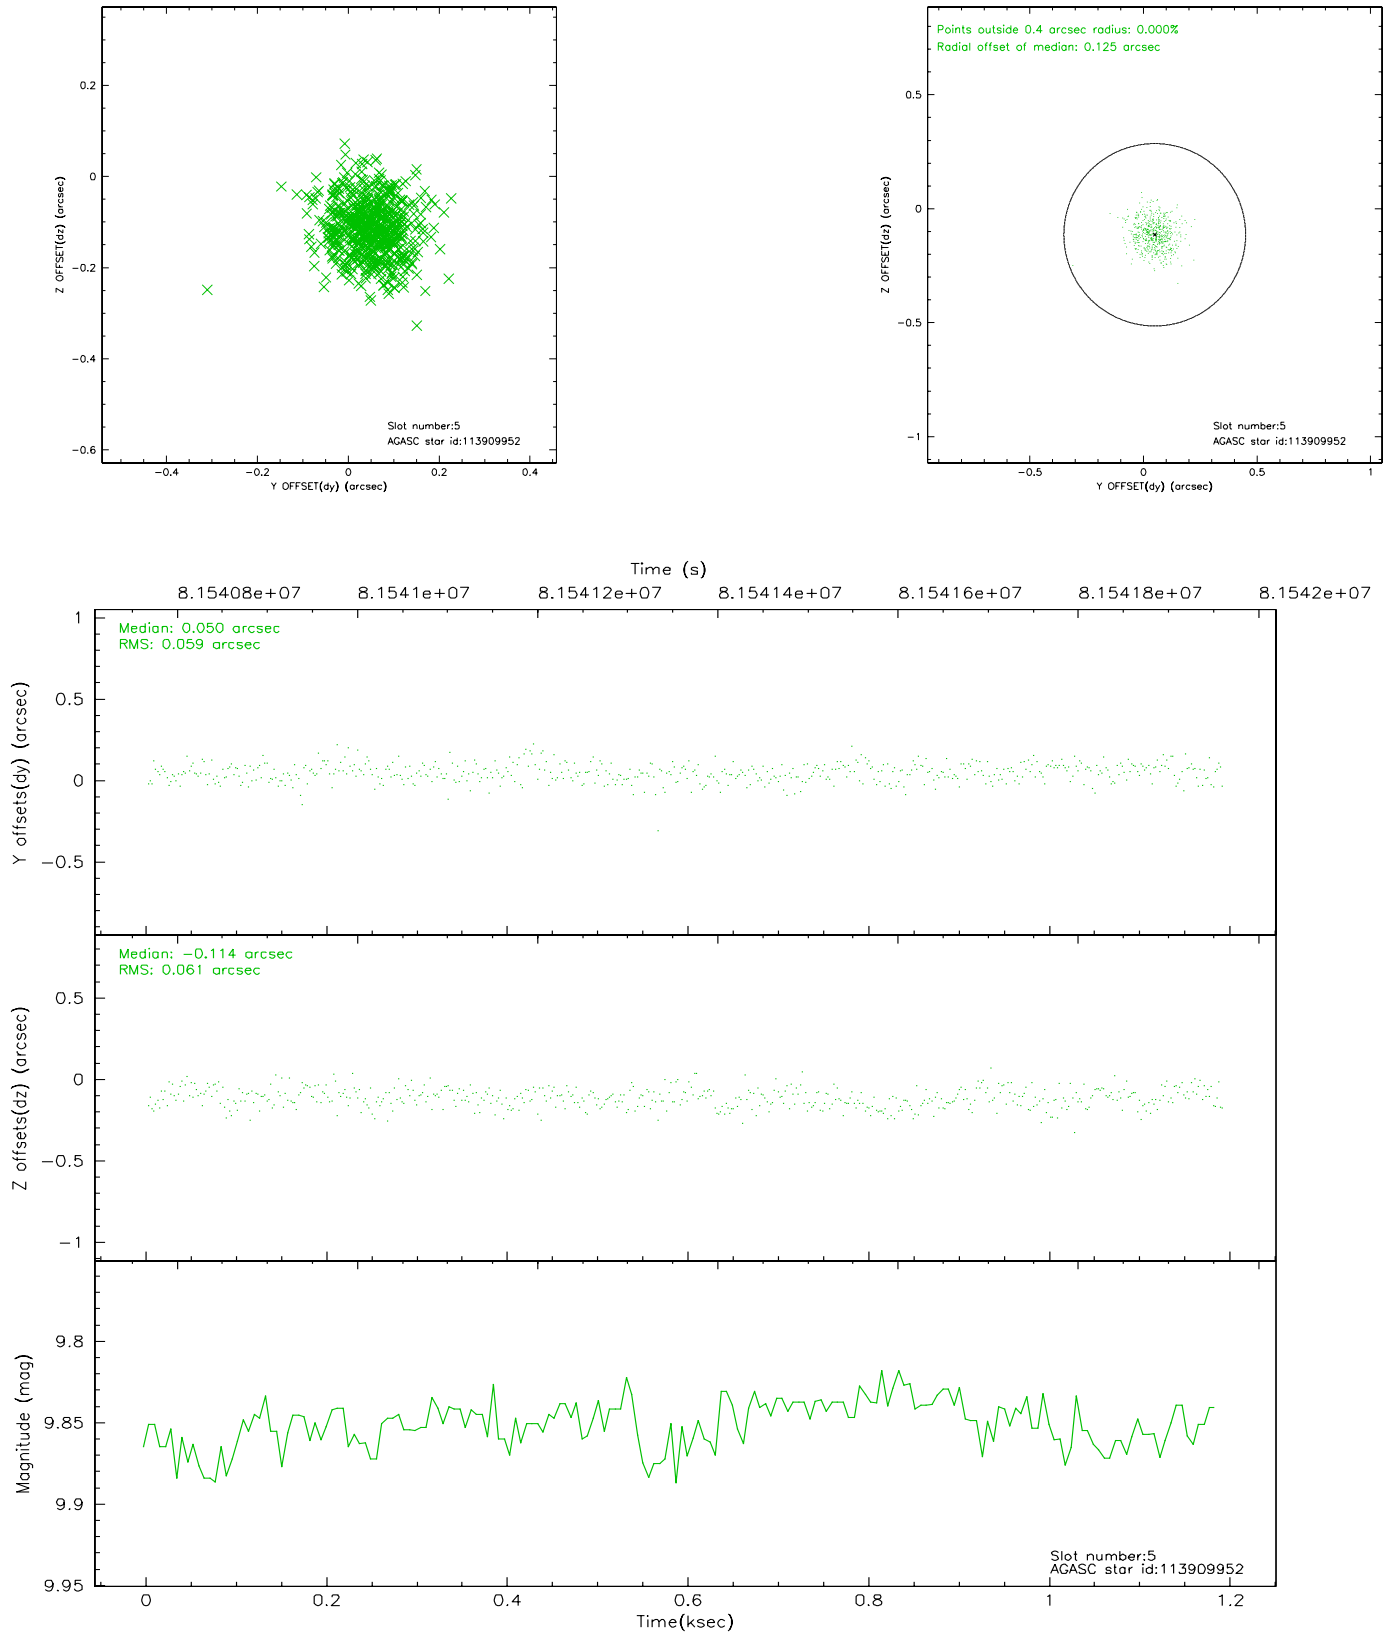 0.2
0
−0.2
−0.4
−0.6
Z OFFSET(dz) (arcsec)
Slot number:5
AGASC star id:113909952
−0.4 −0.2 0 0.2 0.4
Y OFFSET(dy) (arcsec)
Points outside 0.4 arcsec radius: 0.000%
Radial offset of median: 0.125 arcsec
0.5
0
−0.5
−1
Z OFFSET(dz) (arcsec)
Slot number:5
AGASC star id:113909952
−0.5 0 0.5 1
Y OFFSET(dy) (arcsec)
Time (s)
8.15408e+07 8.1541e+07 8.15412e+07 8.15414e+07 8.15416e+07 8.15418e+07 8.1542e+07
Median: 0.050 arcsec
RMS: 0.059 arcsec
1
0.5
0
−0.5
Y offsets(dy) (arcsec)
Median: −0.114 arcsec
RMS: 0.061 arcsec
0.5
0
−0.5
−1
Z offsets(dz) (arcsec)
9.8
9.85
9.9
9.95
Magnitude (mag)
Slot number:5
AGASC star id:113909952
0 0.2 0.4 0.6 0.8 1 1.2
Time(ksec)